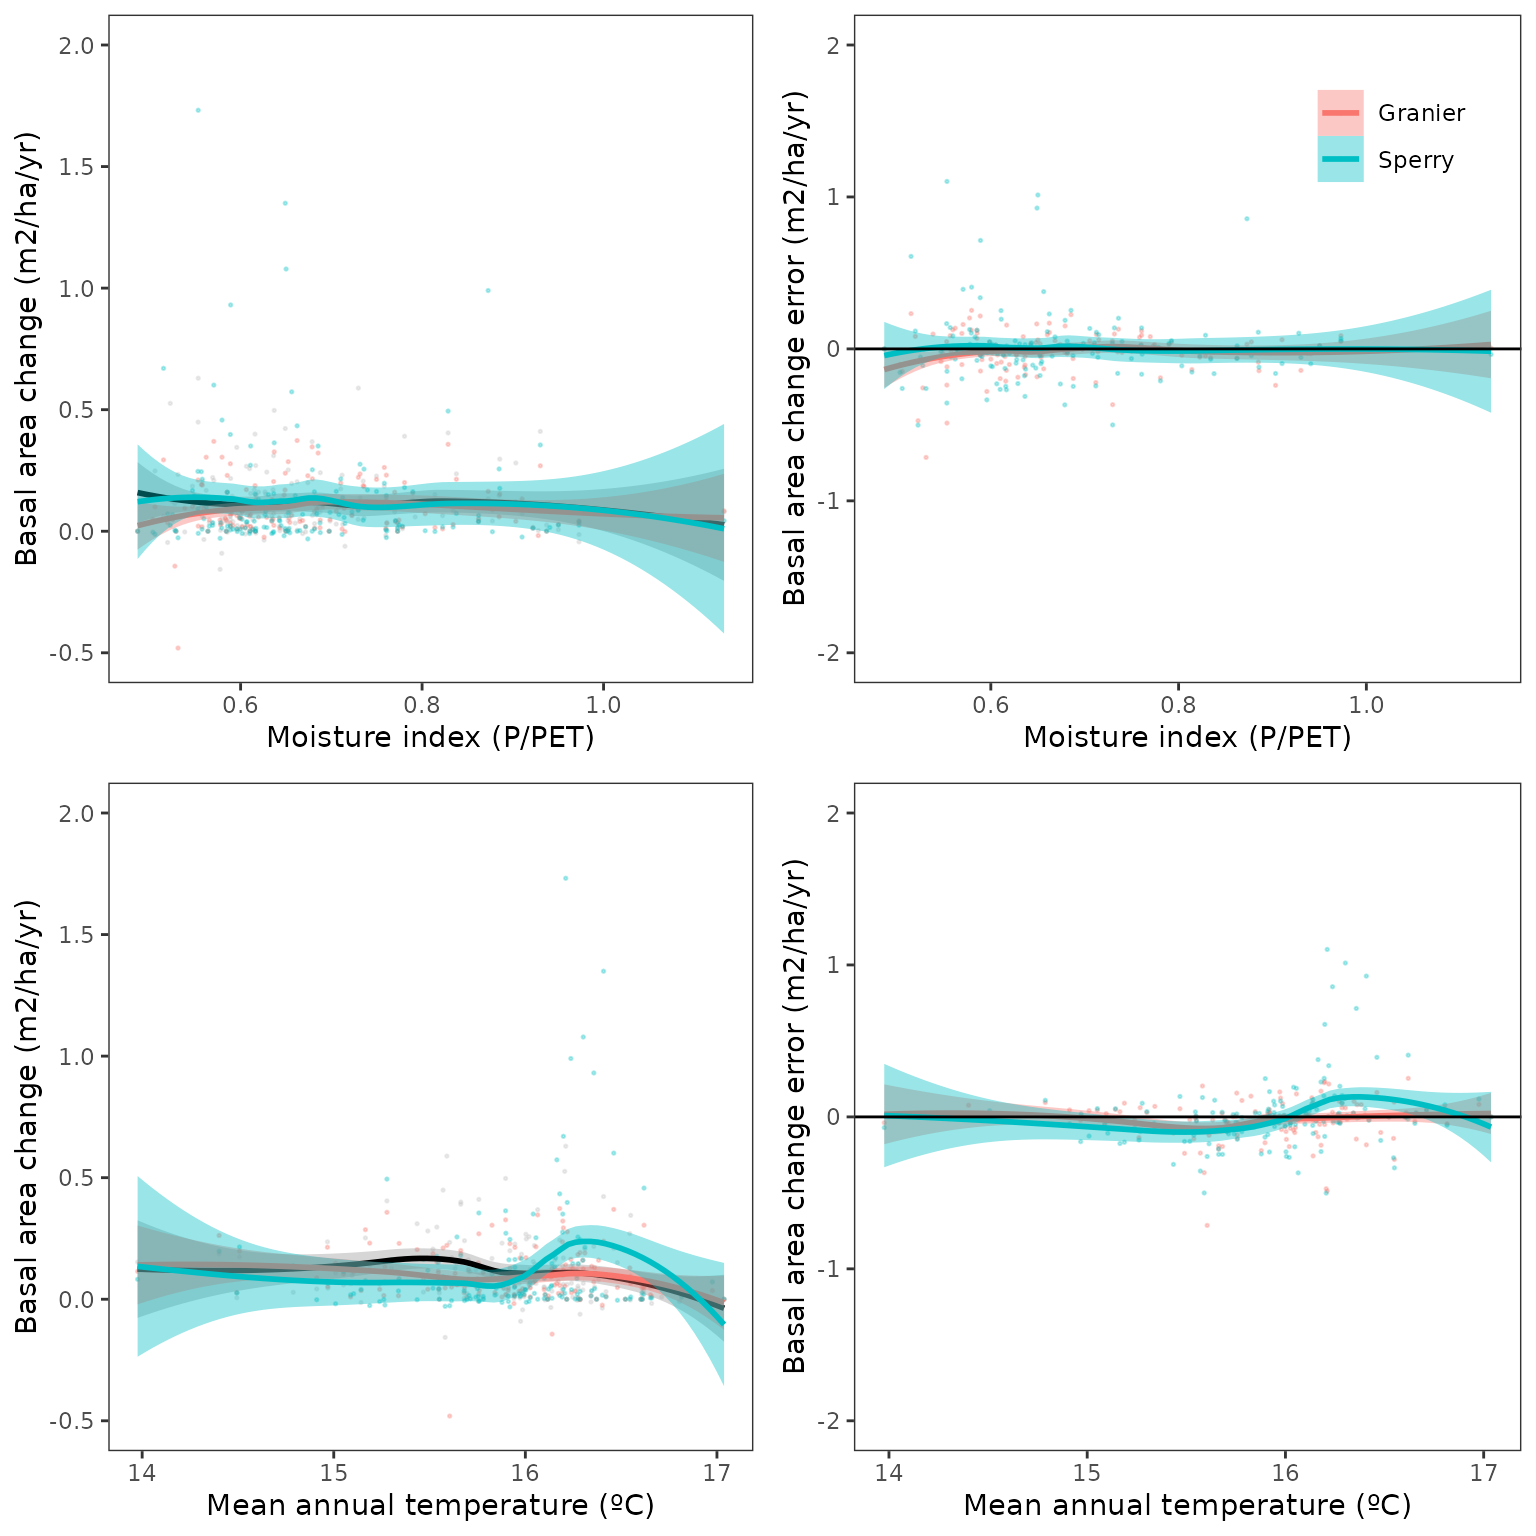 Basal area change (m2/ha/yr)
2.0
1.5
1.0
0.5
0.0
-0.5
0.6 0.8 1.0
Moisture index (P/PET)
Basal area change error (m2/ha/yr)
2
1
0
-1
-2
Granier
Sperry
0.6 0.8 1.0
Moisture index (P/PET)
Basal area change (m2/ha/yr)
2.0
1.5
1.0
0.5
0.0
-0.5
14 15 16 17
Mean annual temperature (ºC)
Basal area change error (m2/ha/yr)
2
1
0
-1
-2
14 15 16 17
Mean annual temperature (ºC)